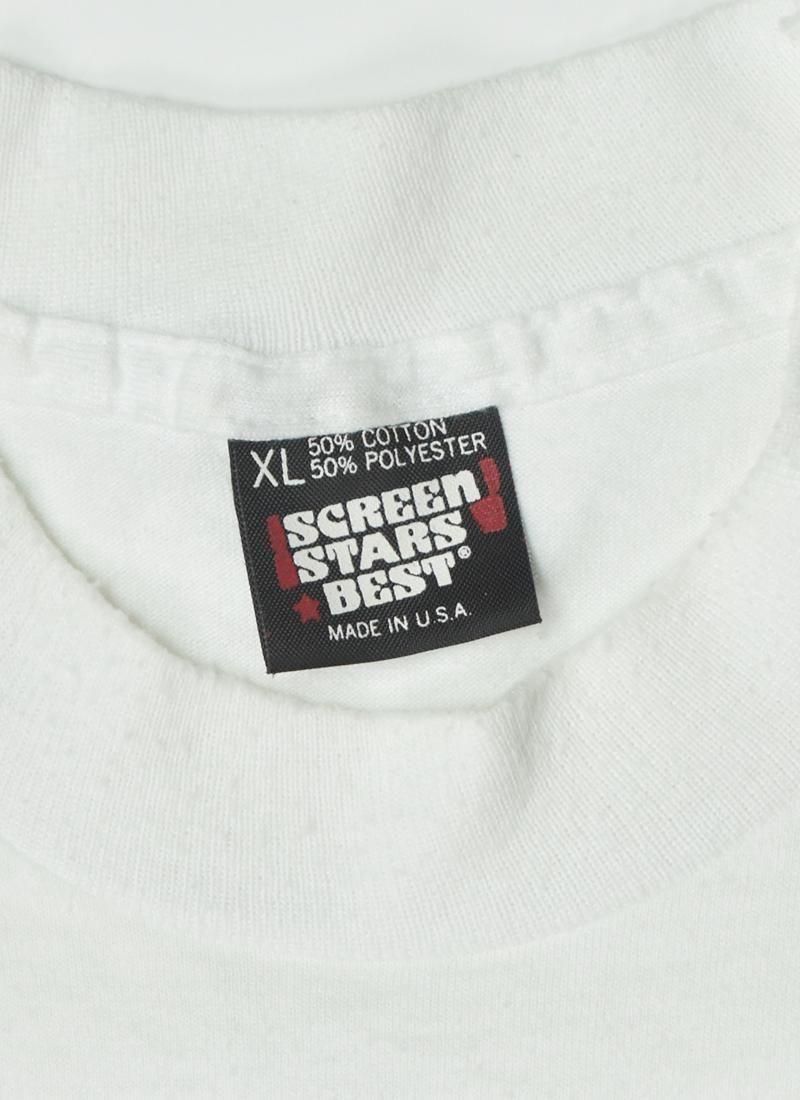 XL
50% COTTON
50% POLYESTER
SCREEN
STARS
BEST®
MADE IN U.S.A.